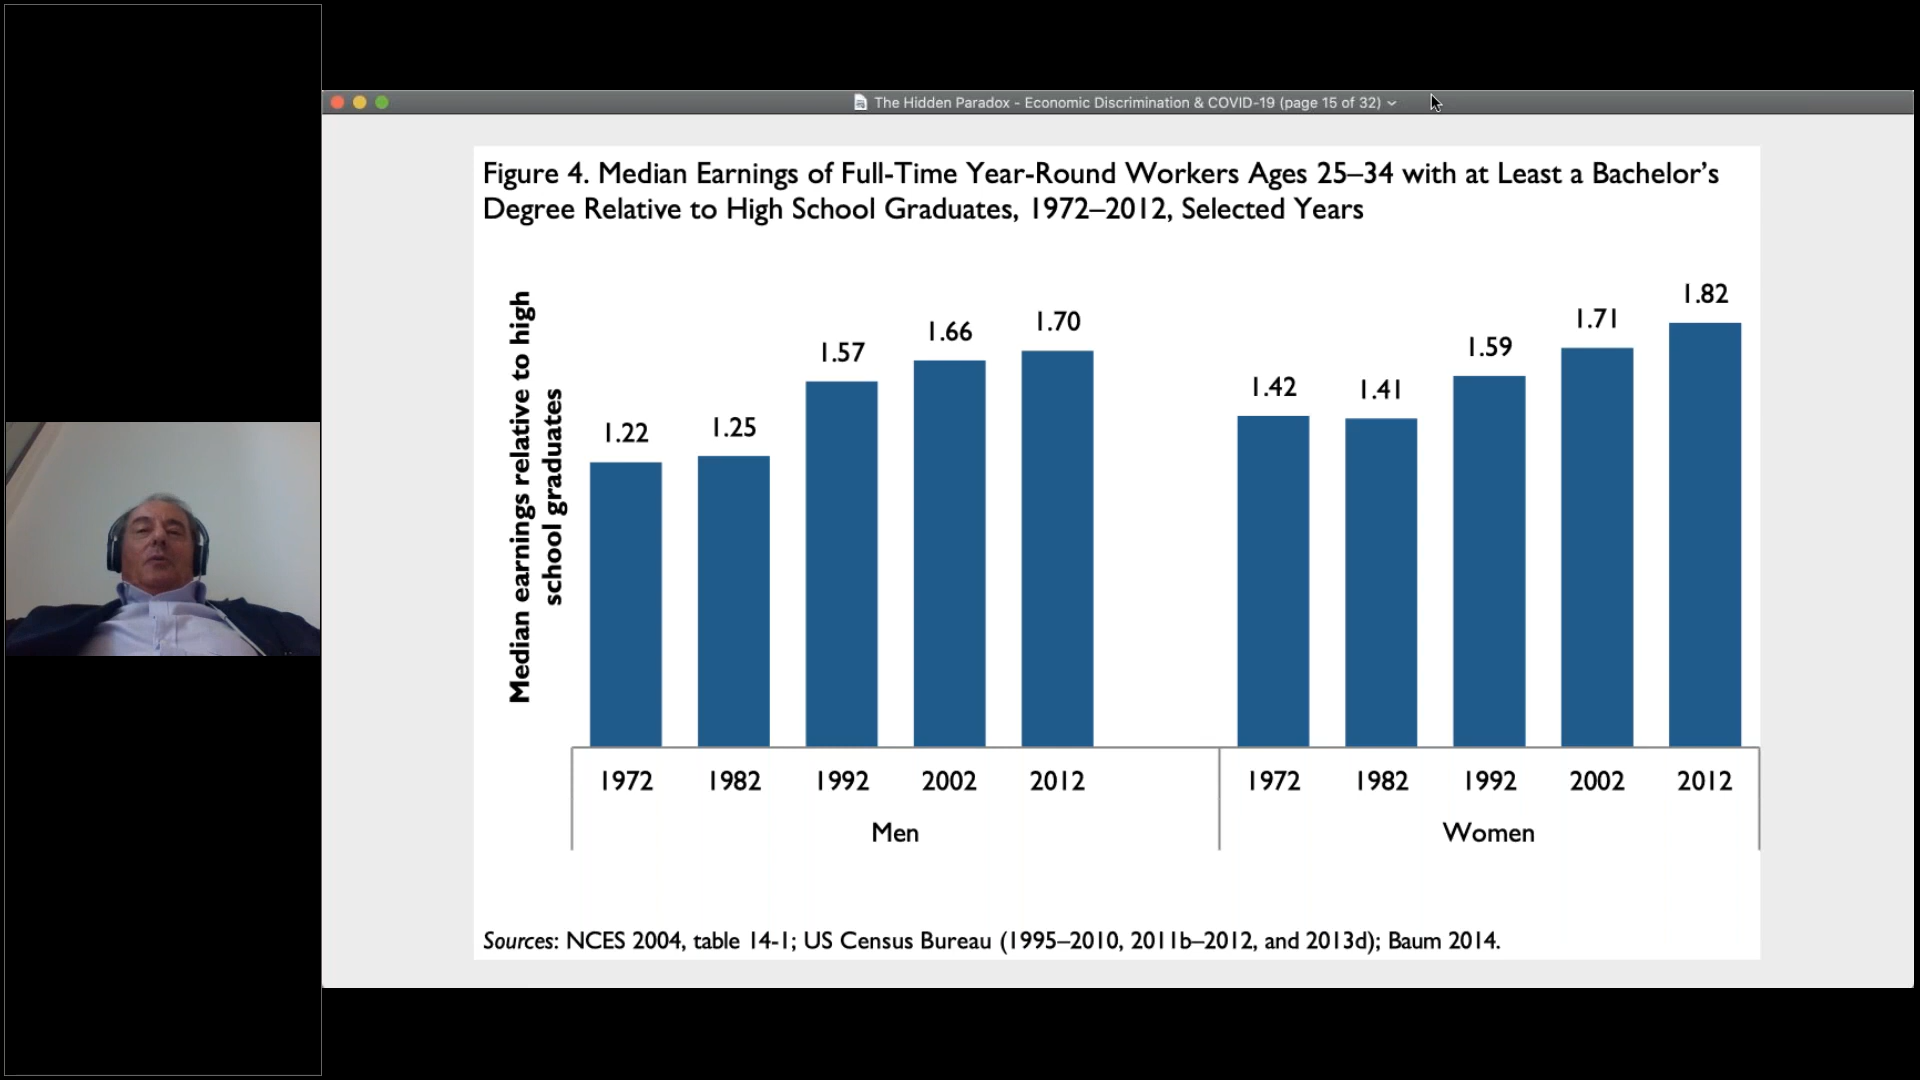 The Hidden Paradox - Economic Discrimination & COVID-19 (page 15 of 32)
Figure 4. Median Earnings of Full-Time Year-Round Workers Ages 25–34 with at Least a Bachelor's
Degree Relative to High School Graduates, 1972–2012, Selected Years
Median earnings relative to high
school graduates
1.22
1.25
1.57
1.66
1.70
1.42
1.41
1.59
1.71
1.82
1972 1982 1992 2002 2012 1972 1982 1992 2002 2012
Men Women
Sources: NCES 2004, table 14-1; US Census Bureau (1995–2010, 2011b–2012, and 2013d); Baum 2014.